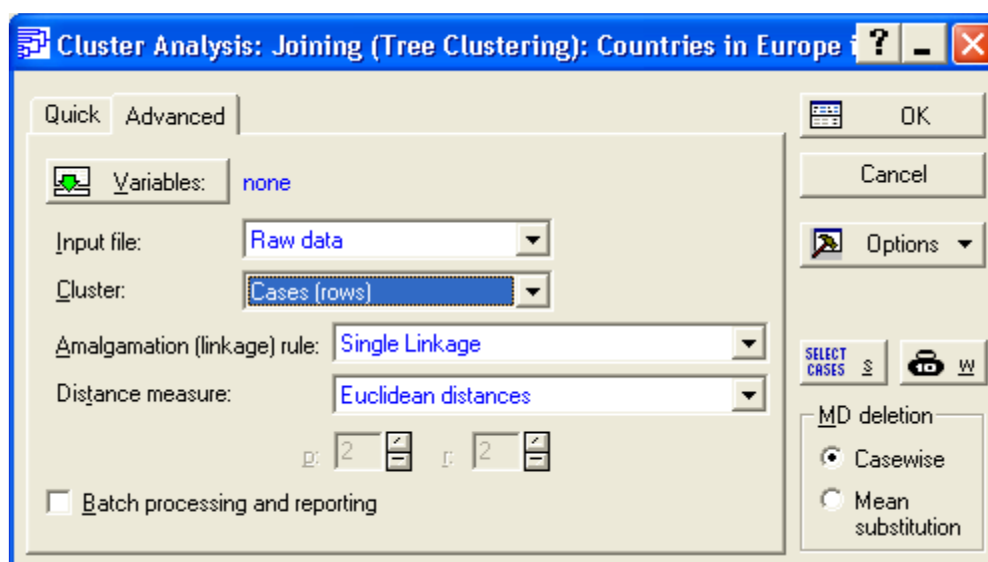 Cluster Analysis: Joining (Tree Clustering): Countries in Europe i
?
Quick
Advanced
Variables:
none
Input file:
Raw data
Cluster:
Cases (rows)
Amalgamation (linkage) rule:
Single Linkage
Distance measure:
Euclidean distances
p:
2
r:
2
Batch processing and reporting
OK
Cancel
Options
SELECT
CASES
S
W
MD deletion
Casewise
Mean
substitution